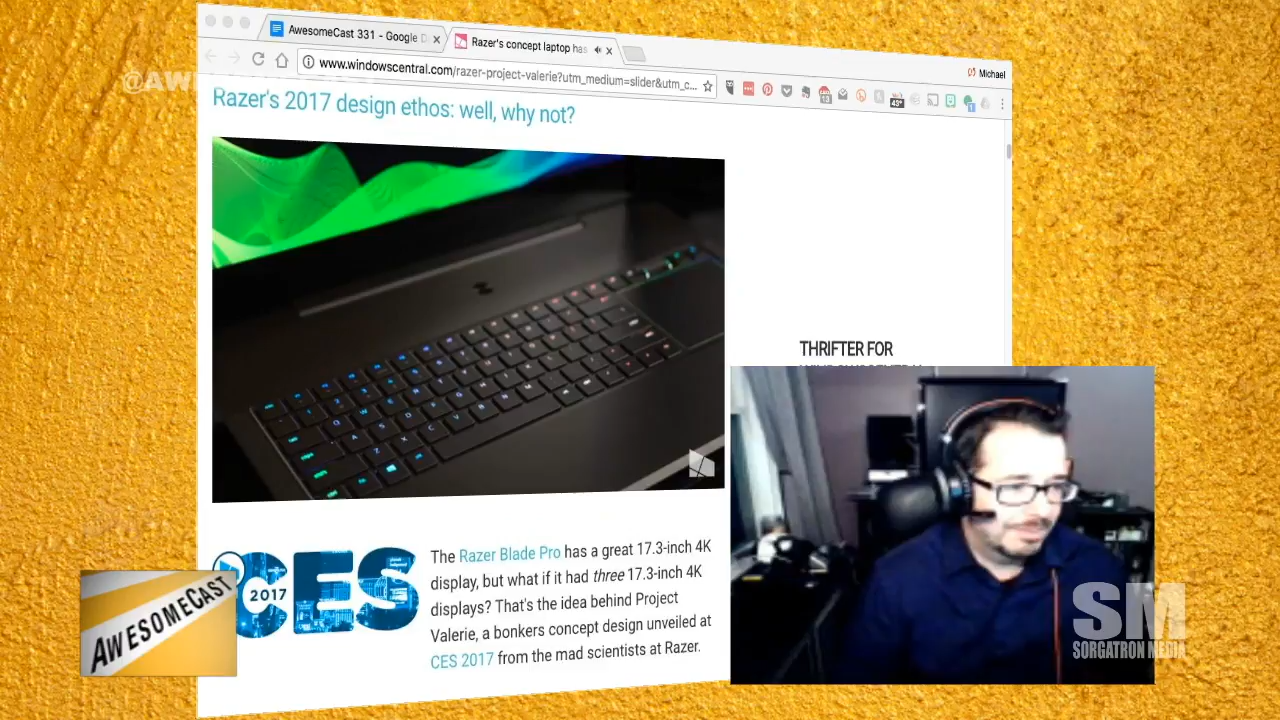 AwesomeCast 331 - Google D
Razer's concept laptop has
Michael
www.windowscentral.com/razer-project-valerie?utm_medium=slider&utm_c...
@AW
Razer's 2017 design ethos: well, why not?
THRIFTER FOR
CES
2017
The Razer Blade Pro has a great 17.3-inch 4K
display, but what if it had three 17.3-inch 4K
displays? That's the idea behind Project
Valerie, a bonkers concept design unveiled at
CES 2017 from the mad scientists at Razer.
AWESOMECAST
SM
SORGATRON MEDIA